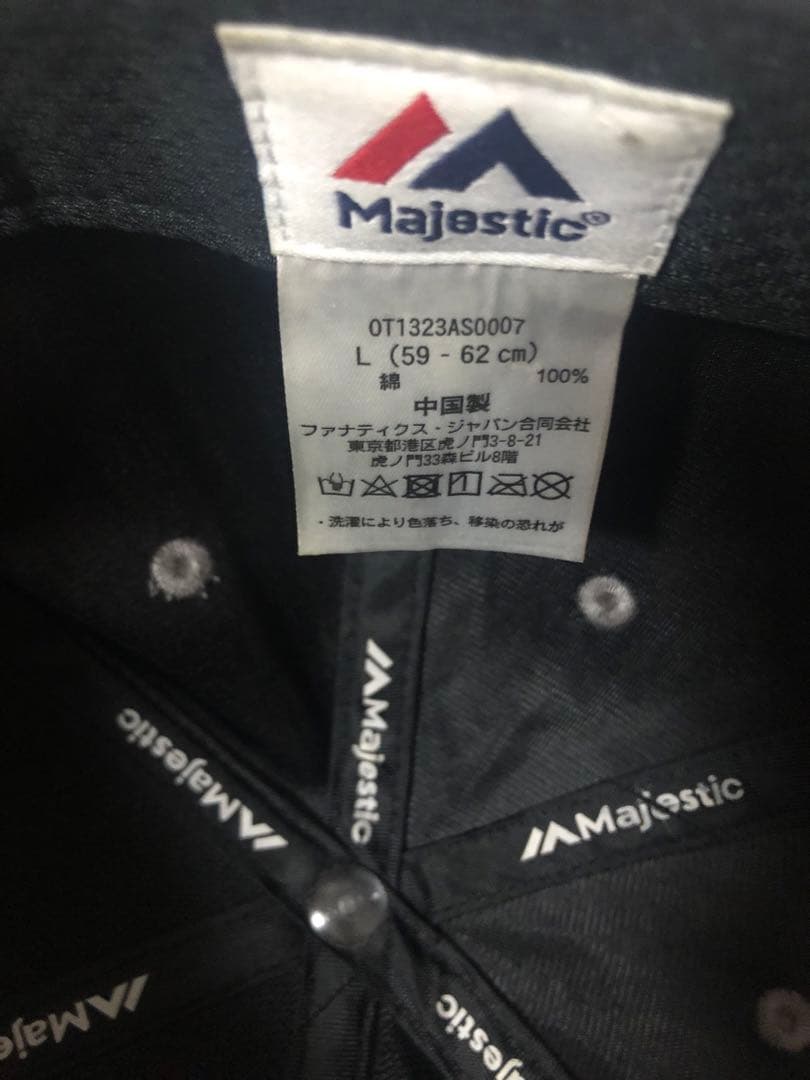 Majestic®
OT1323AS0007
L (59 - 62 cm)
綿 100%
中国製
ファナティクス・ジャパン合同会社
東京都港区虎ノ門3-8-21
虎ノ門33森ビル8階
・洗濯により色落ち、移染の恐れが
Majestic
Majestic
Majestic
Majestic
Majestic